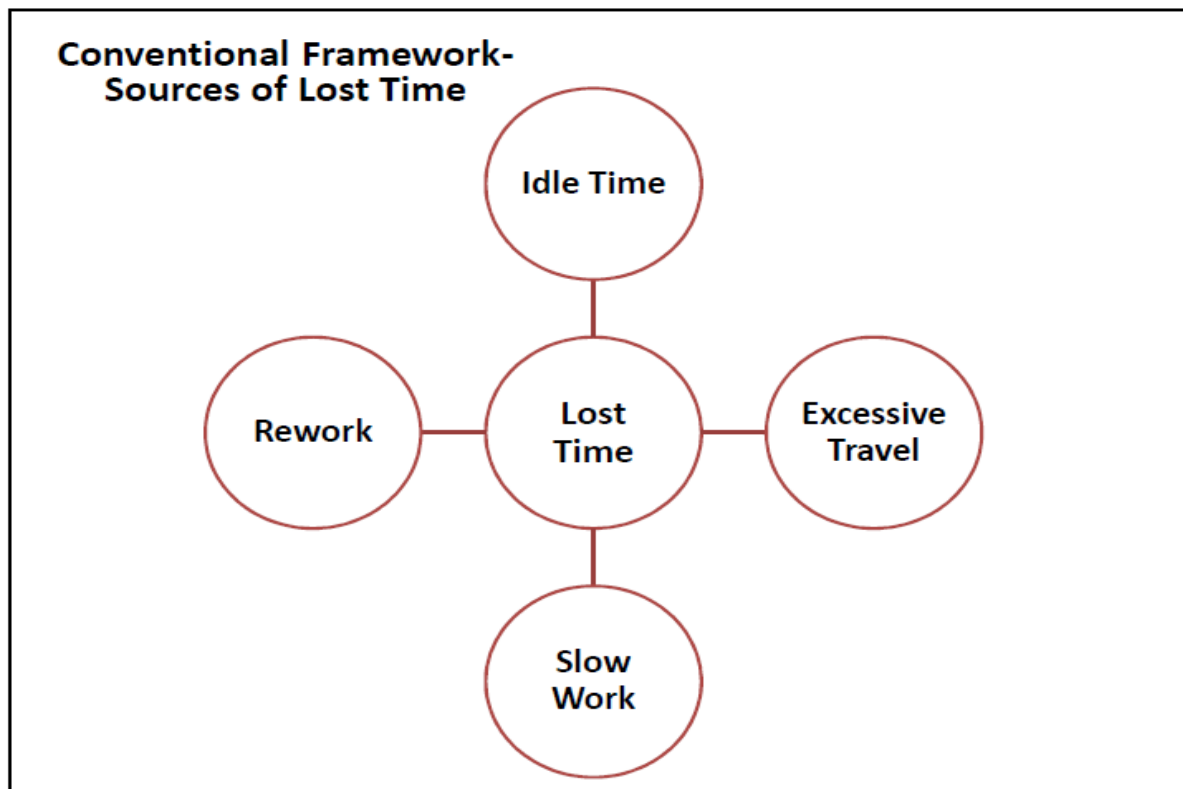 Conventional Framework-
Sources of Lost Time
Idle Time
Rework
Lost
Time
Excessive
Travel
Slow
Work